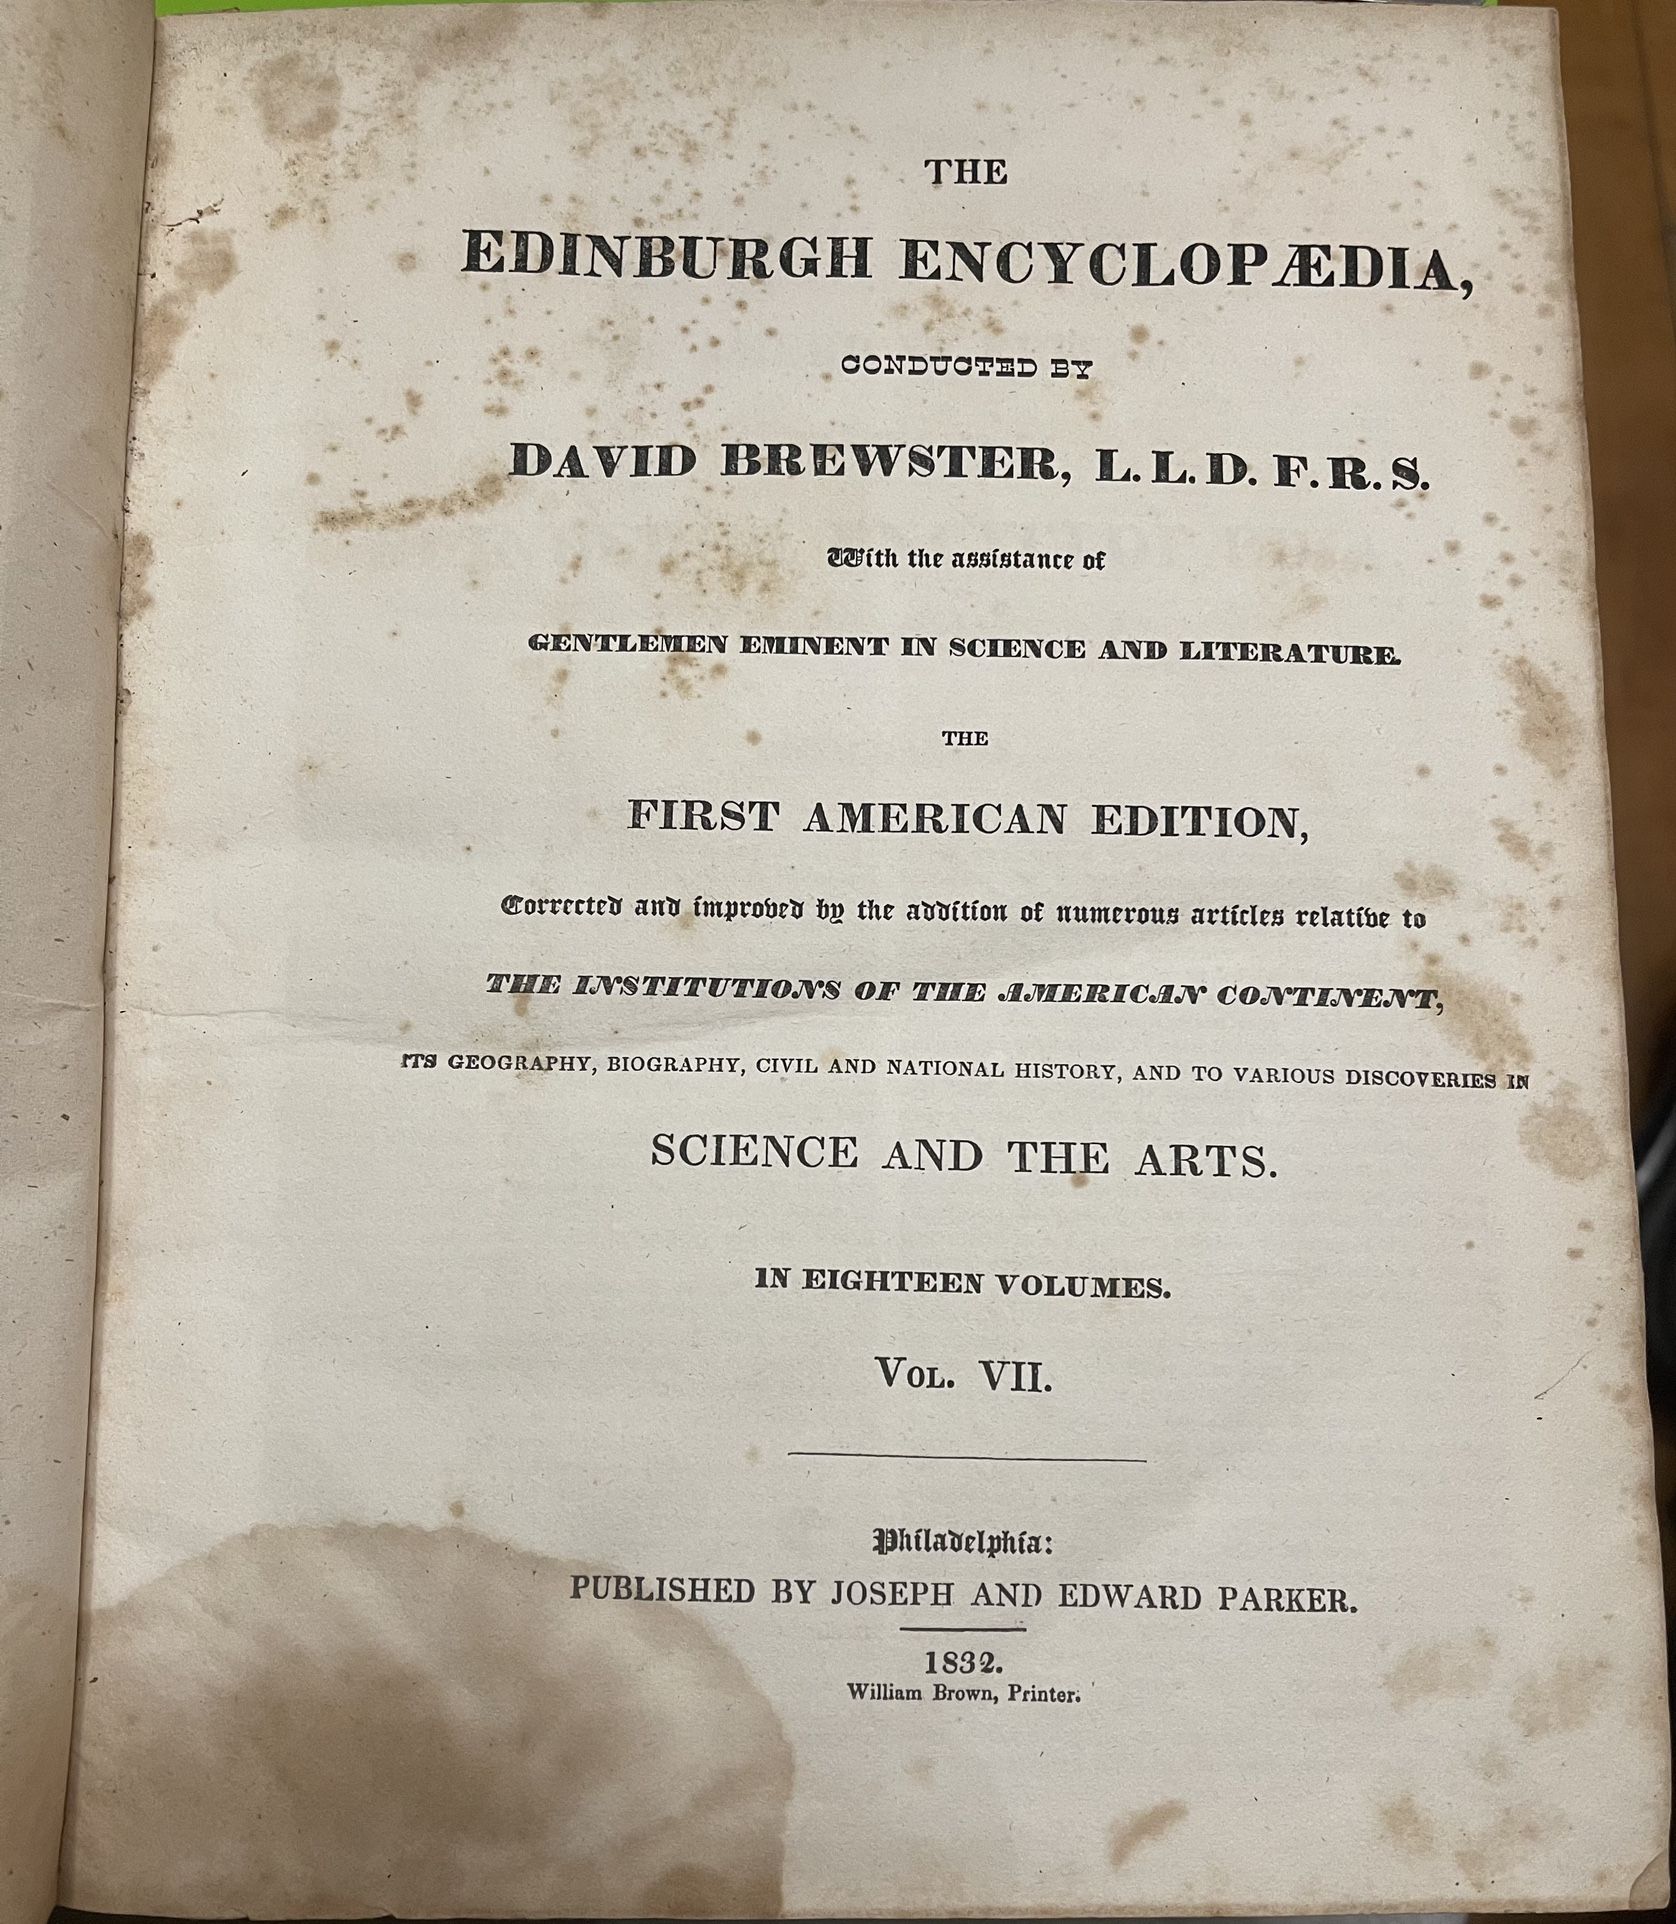 THE
EDINBURGH ENCYCLOPÆDIA,
CONDUCTED BY
DAVID BREWSTER, L.L.D. F.R.S.
With the assistance of
GENTLEMEN EMINENT IN SCIENCE AND LITERATURE.
THE
FIRST AMERICAN EDITION,
Corrected and improved by the addition of numerous articles relative to
THE INSTITUTIONS OF THE AMERICAN CONTINENT,
ITS GEOGRAPHY, BIOGRAPHY, CIVIL AND NATIONAL HISTORY, AND TO VARIOUS DISCOVERIES IN
SCIENCE AND THE ARTS.
IN EIGHTEEN VOLUMES.
VOL. VII.
Philadelphia:
PUBLISHED BY JOSEPH AND EDWARD PARKER.
1832.
William Brown, Printer.